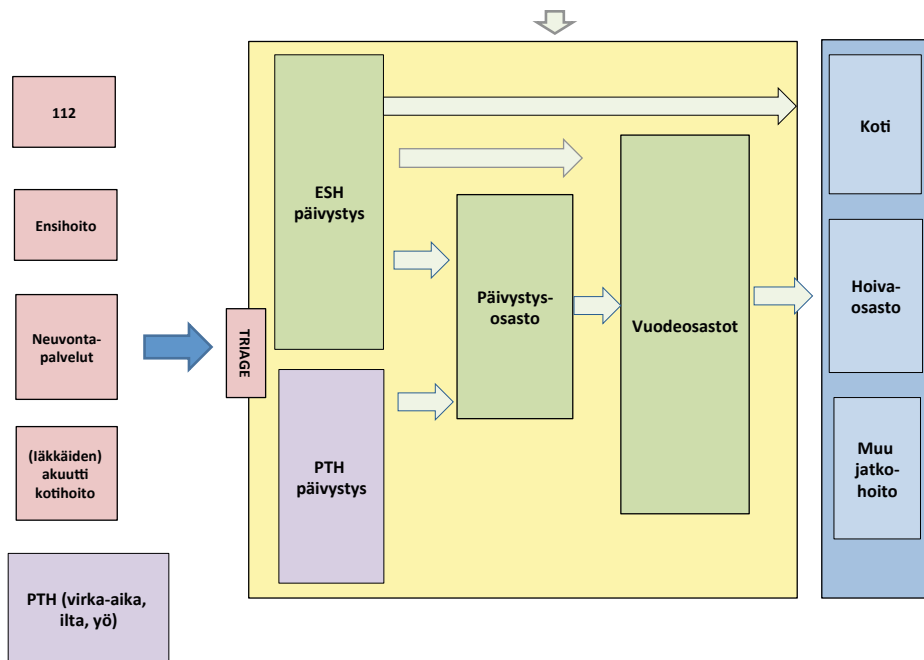 112
Ensihoito
Neuvonta-
palvelut
(Iäkkäiden)
akuutti
kotihoito
PTH (virka-aika,
ilta, yö)
TRIAGE
ESH
päivystys
PTH
päivystys
Päivystys-
osasto
Vuodeosastot
Koti
Hoiva-
osasto
Muu
jatko-
hoito